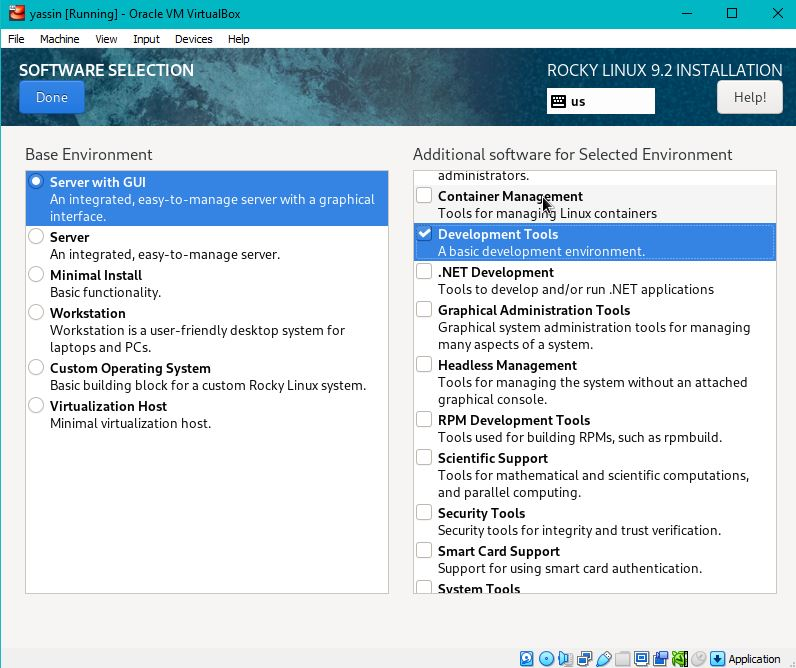 yassin [Running] - Oracle VM VirtualBox
File Machine View Input Devices Help
SOFTWARE SELECTION
ROCKY LINUX 9.2 INSTALLATION
Done
us
Help!
Base Environment
Server with GUI
An integrated, easy-to-manage server with a graphical
interface.
Server
An integrated, easy-to-manage server.
Minimal Install
Basic functionality.
Workstation
Workstation is a user-friendly desktop system for
laptops and PCs.
Custom Operating System
Basic building block for a custom Rocky Linux system.
Virtualization Host
Minimal virtualization host.
Additional software for Selected Environment
administrators.
Container Management
Tools for managing Linux containers
Development Tools
A basic development environment.
.NET Development
Tools to develop and/or run .NET applications
Graphical Administration Tools
Graphical system administration tools for managing
many aspects of a system.
Headless Management
Tools for managing the system without an attached
graphical console.
RPM Development Tools
Tools used for building RPMs, such as rpmbuild.
Scientific Support
Tools for mathematical and scientific computations,
and parallel computing.
Security Tools
Security tools for integrity and trust verification.
Smart Card Support
Support for using smart card authentication.
System Tools
Application